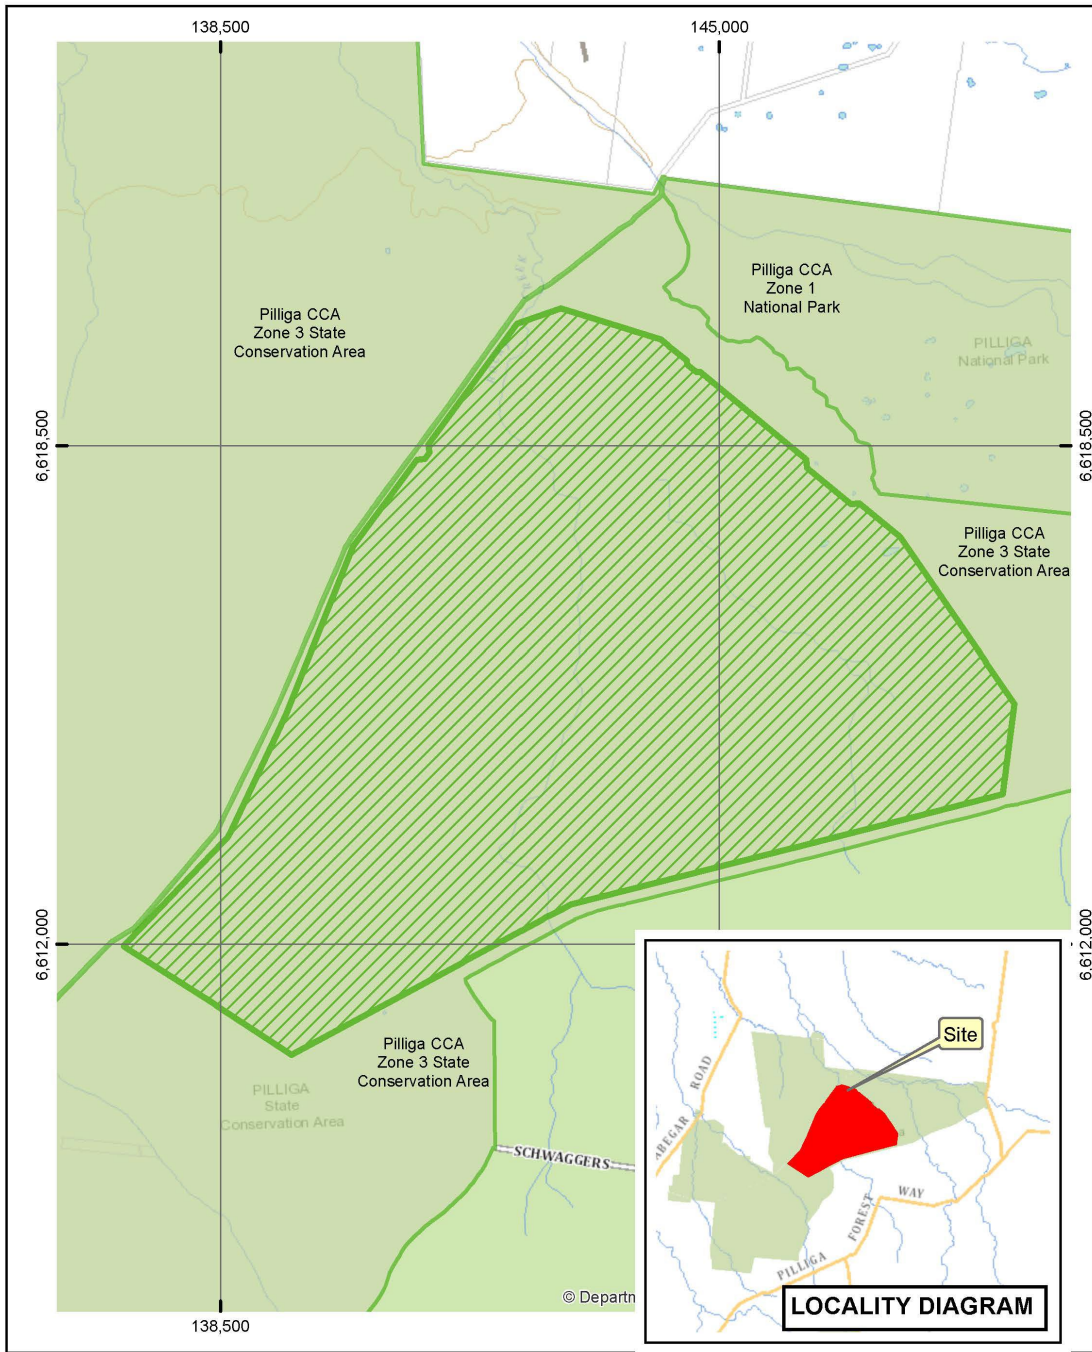 138,500
145,000
Pilliga CCA
Zone 1
National Park
Pilliga CCA
Zone 3 State
Conservation Area
PILLIGA
National Park
6,618,500
6,618,500
Pilliga CCA
Zone 3 State
Conservation Area
6,612,000
6,612,000
Pilliga CCA
Zone 3 State
Conservation Area
PILLIGA
State
Conservation Area
SCHWAGGERS
© Departm
138,500
Site
ABEGAR ROAD
PILLIGA FOREST WAY
LOCALITY DIAGRAM